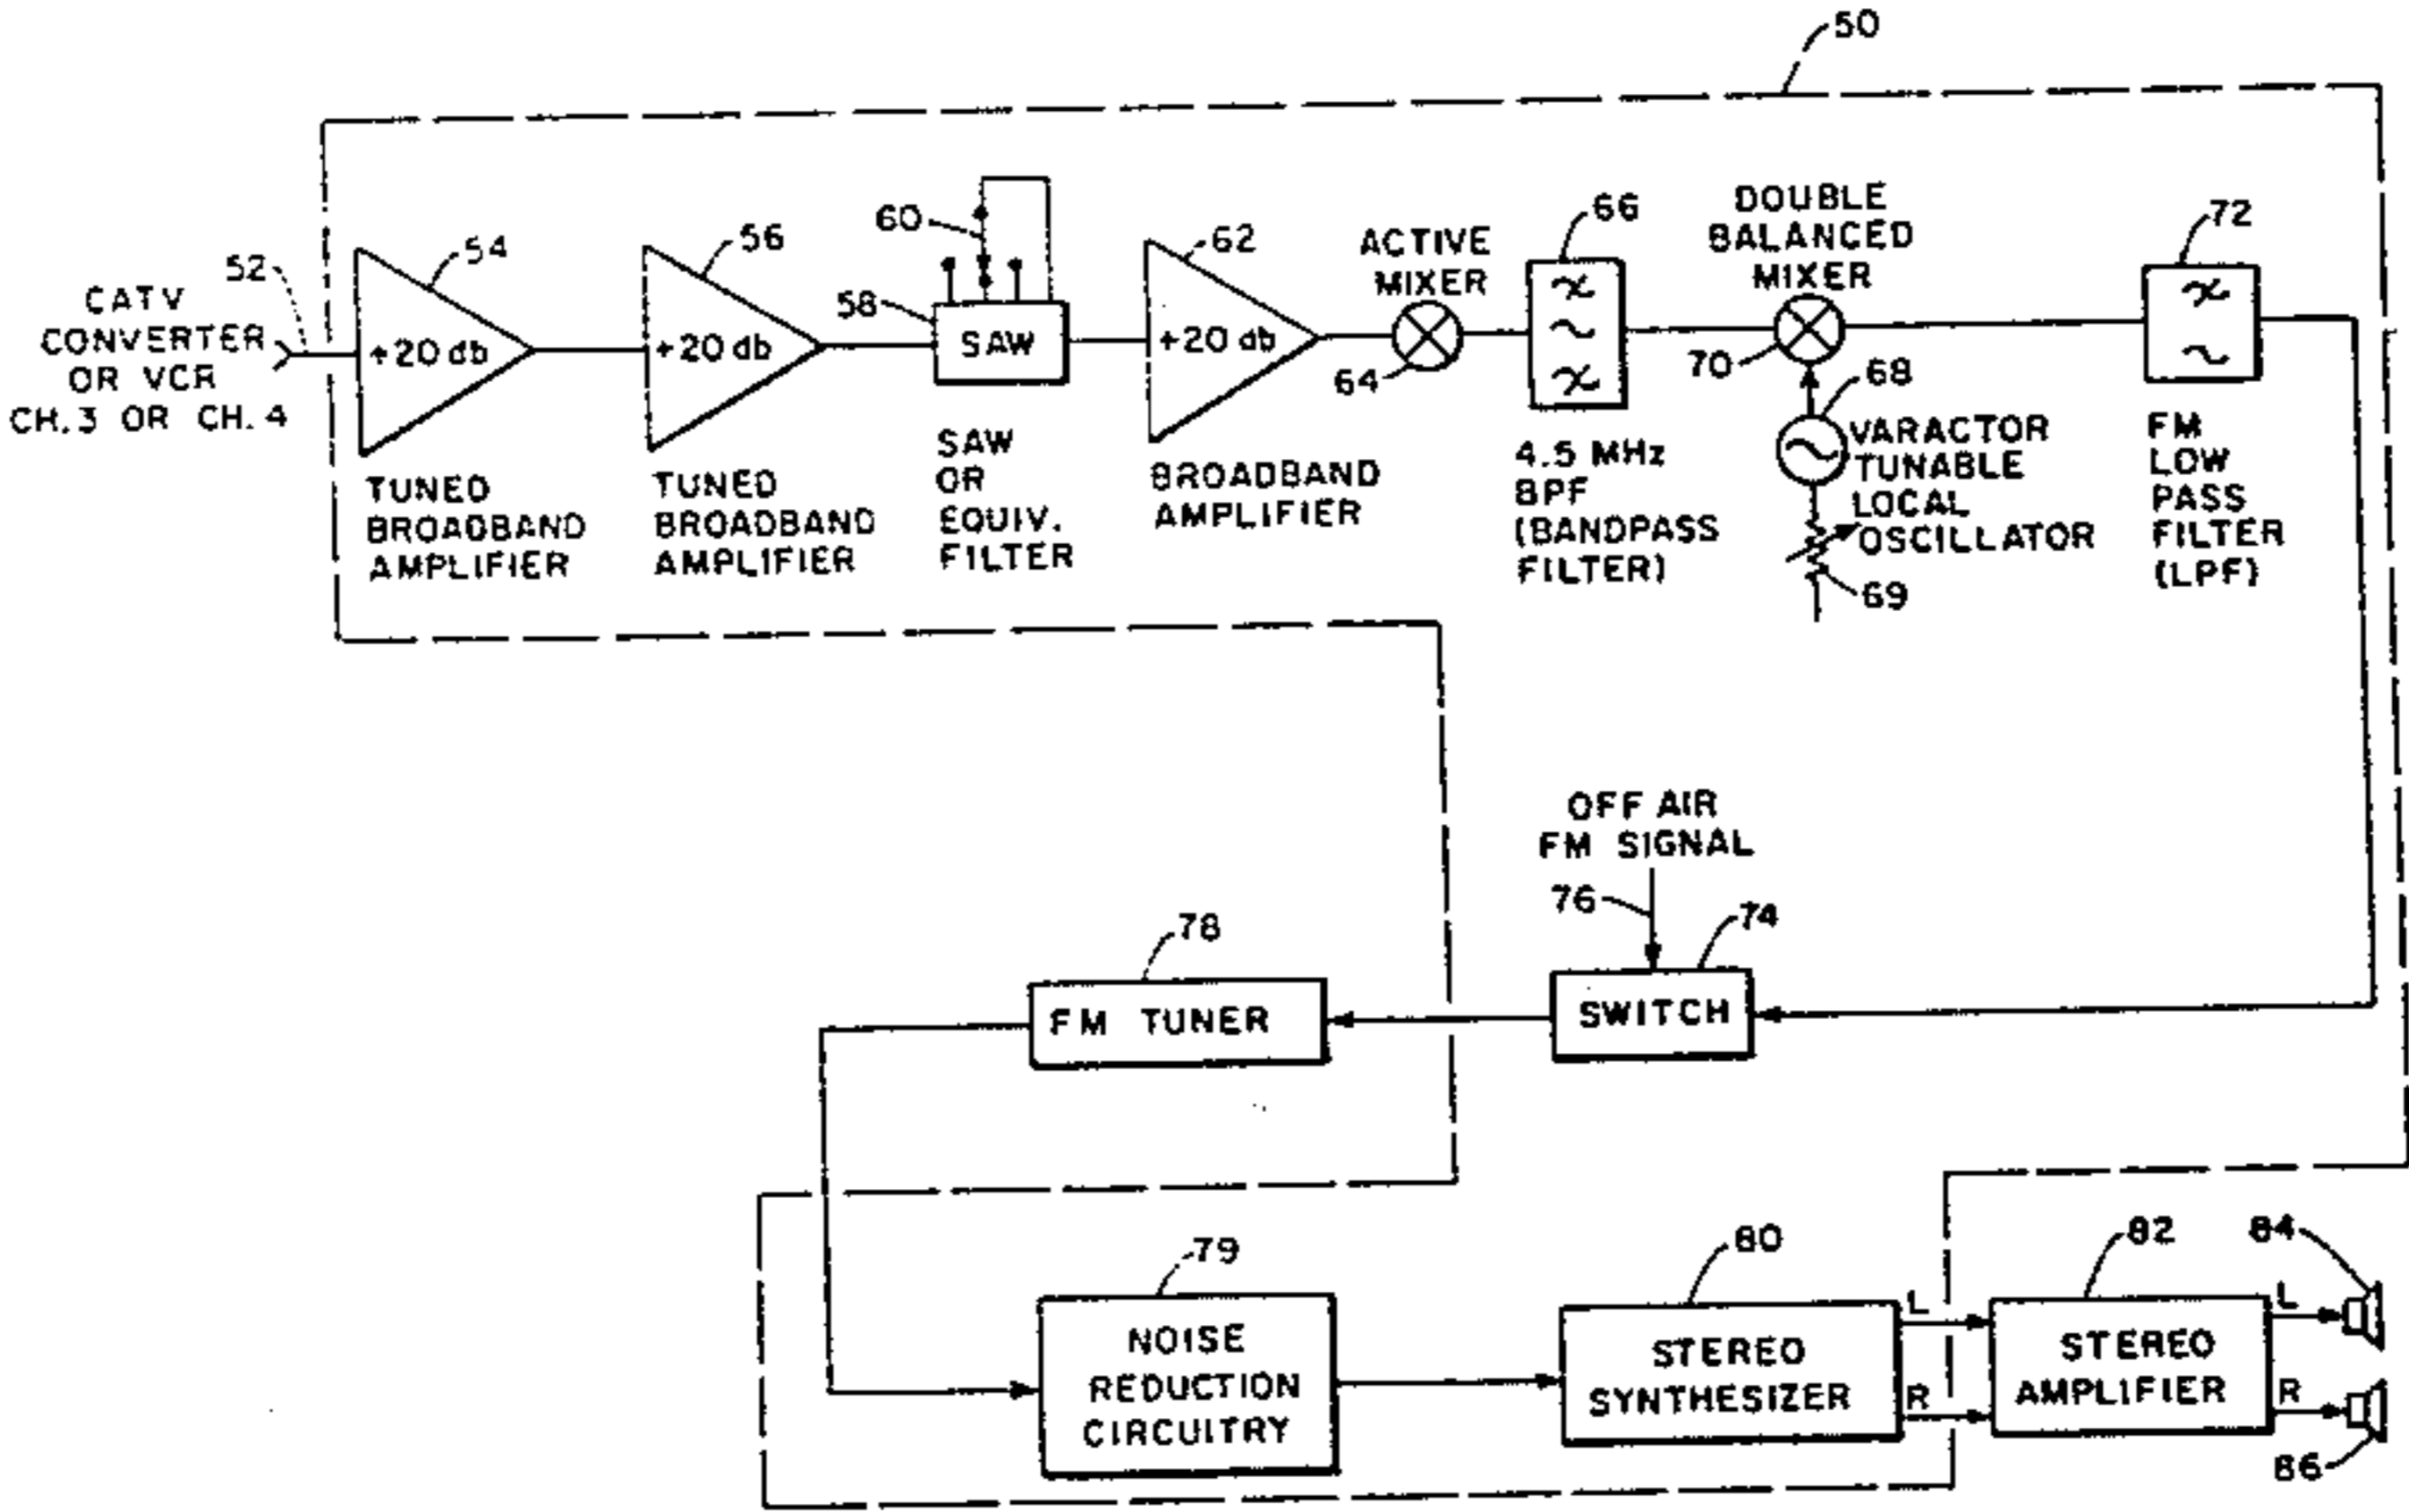 50
52
CATV
CONVERTER
OR VCR
CH. 3 OR CH. 4
54
+20 db
TUNED
BROADBAND
AMPLIFIER
56
+20 db
TUNED
BROADBAND
AMPLIFIER
60
58
SAW
SAW
OR
EQUIV.
FILTER
62
+20 db
BROADBAND
AMPLIFIER
ACTIVE
MIXER
64
66
4.5 MHz
BPF
(BANDPASS
FILTER)
DOUBLE
BALANCED
MIXER
70
68
VARACTOR
TUNABLE
LOCAL
OSCILLATOR
69
72
FM
LOW
PASS
FILTER
(LPF)
OFF AIR
FM SIGNAL
76
74
SWITCH
78
FM TUNER
79
NOISE
REDUCTION
CIRCUITRY
80
STEREO
SYNTHESIZER
L
R
82
STEREO
AMPLIFIER
L
R
84
86